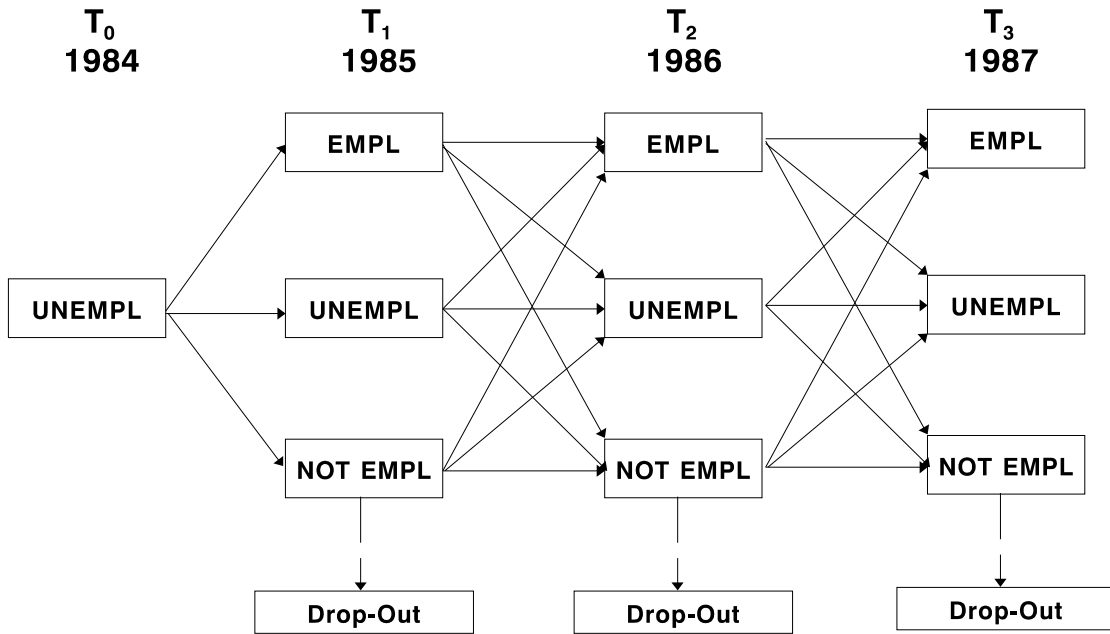 T0 T1 T2 T3
1984 1985 1986 1987
EMPL EMPL EMPL
UNEMPL UNEMPL UNEMPL UNEMPL
NOT EMPL NOT EMPL NOT EMPL
Drop-Out Drop-Out Drop-Out